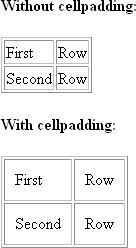 Without cellpadding:
First Row
Second Row
With cellpadding:
First Row
Second Row